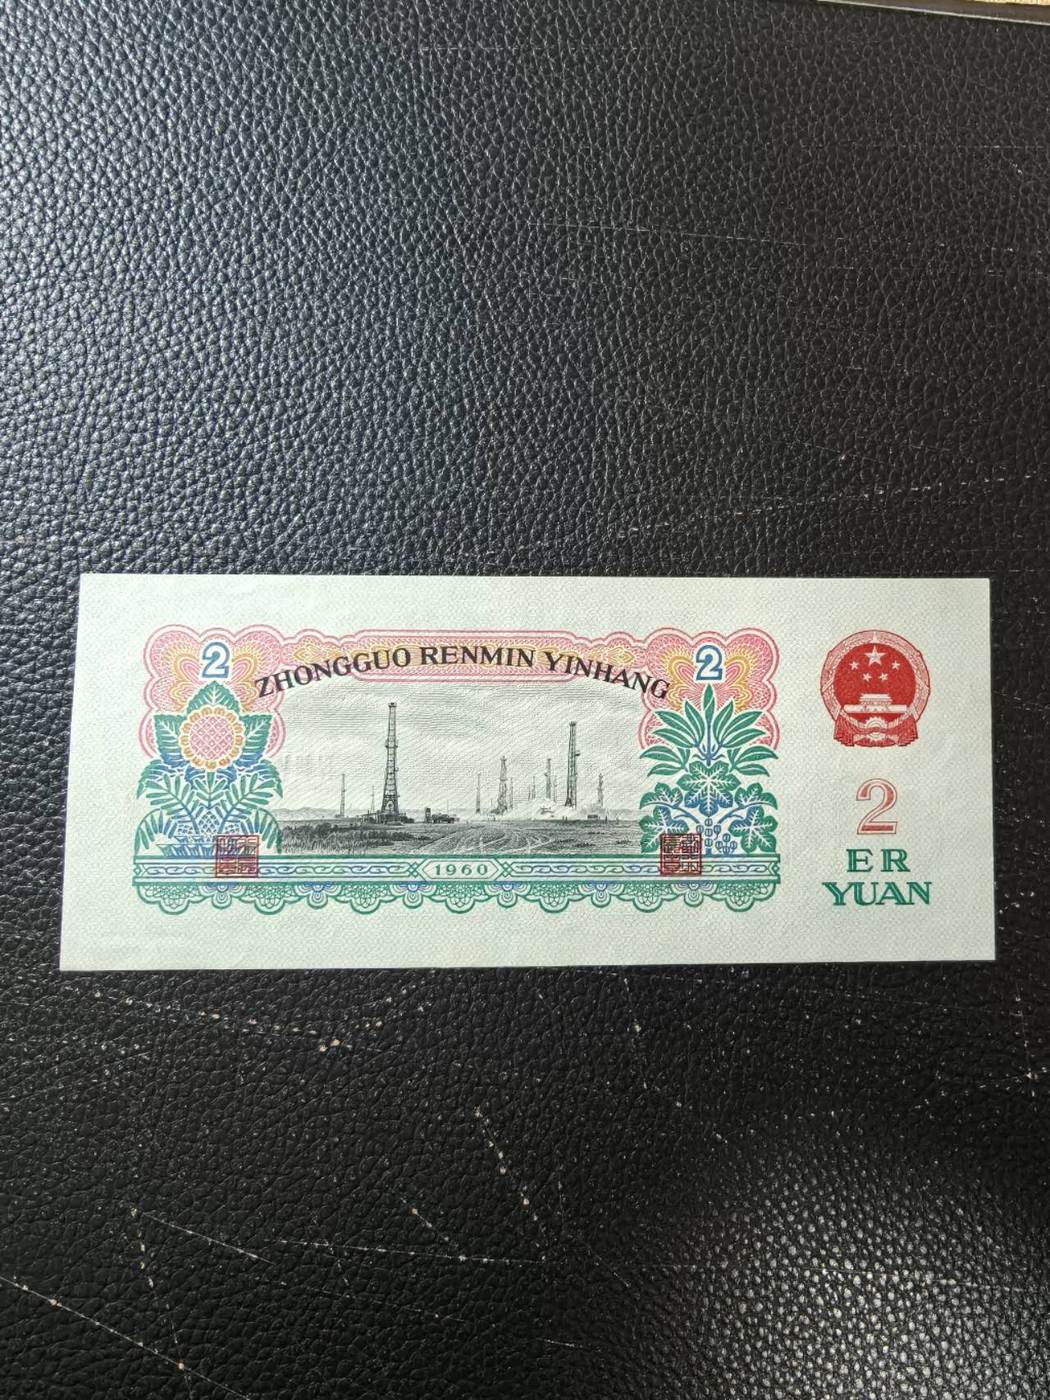 2
2
ZHONGGUO RENMIN YINHANG
1960
2
ER
YUAN